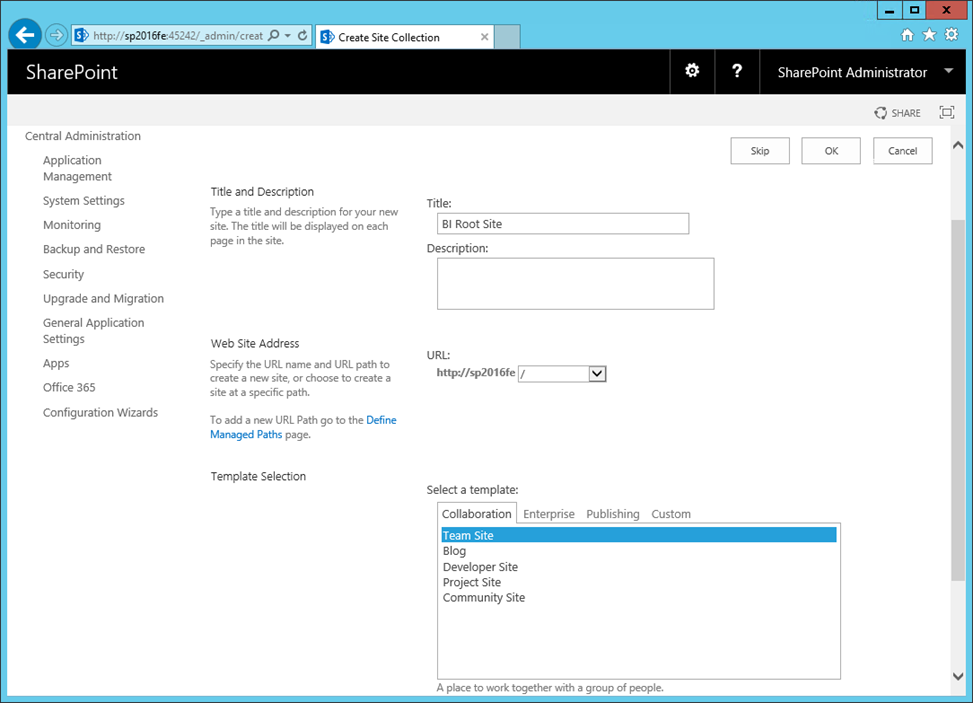 http://sp2016fe:45242/_admin/creat
Create Site Collection
SharePoint
?
SharePoint Administrator
SHARE
Central Administration
Application
Management
System Settings
Monitoring
Backup and Restore
Security
Upgrade and Migration
General Application
Settings
Apps
Office 365
Configuration Wizards
Skip
OK
Cancel
Title and Description
Type a title and description for your new
site. The title will be displayed on each
page in the site.
Title:
BI Root Site
Description:
Web Site Address
Specify the URL name and URL path to
create a new site, or choose to create a
site at a specific path.
To add a new URL Path go to the Define
Managed Paths page.
URL:
http://sp2016fe /
Template Selection
Select a template:
Collaboration Enterprise Publishing Custom
Team Site
Blog
Developer Site
Project Site
Community Site
A place to work together with a group of people.